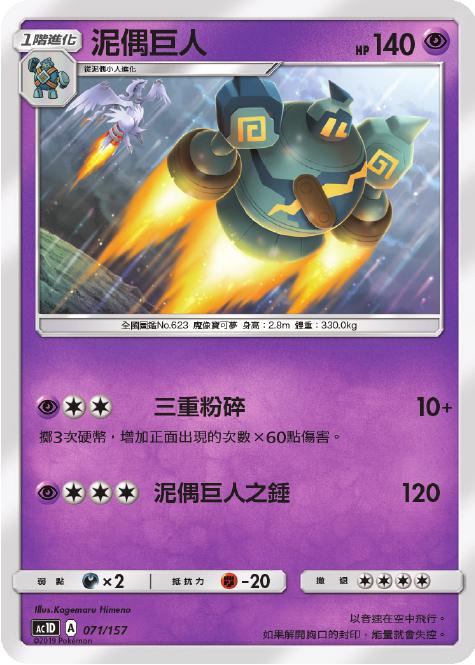 1階進化
泥偶巨人
HP 140
從泥偶小人進化
全國圖鑑No.623 魔像寶可夢 身高：2.8m 體重：330.0kg
三重粉碎 10+
擲3次硬幣，增加正面出現的次數×60點傷害。
泥偶巨人之錘 120
弱點 ×2 抵抗力 -20 撤退
Illus.Kagemaru Himeno
AC1D A 071/157
©2019 Pokémon
以音速在空中飛行。
如果解開胸口的封印，能量就會失控。